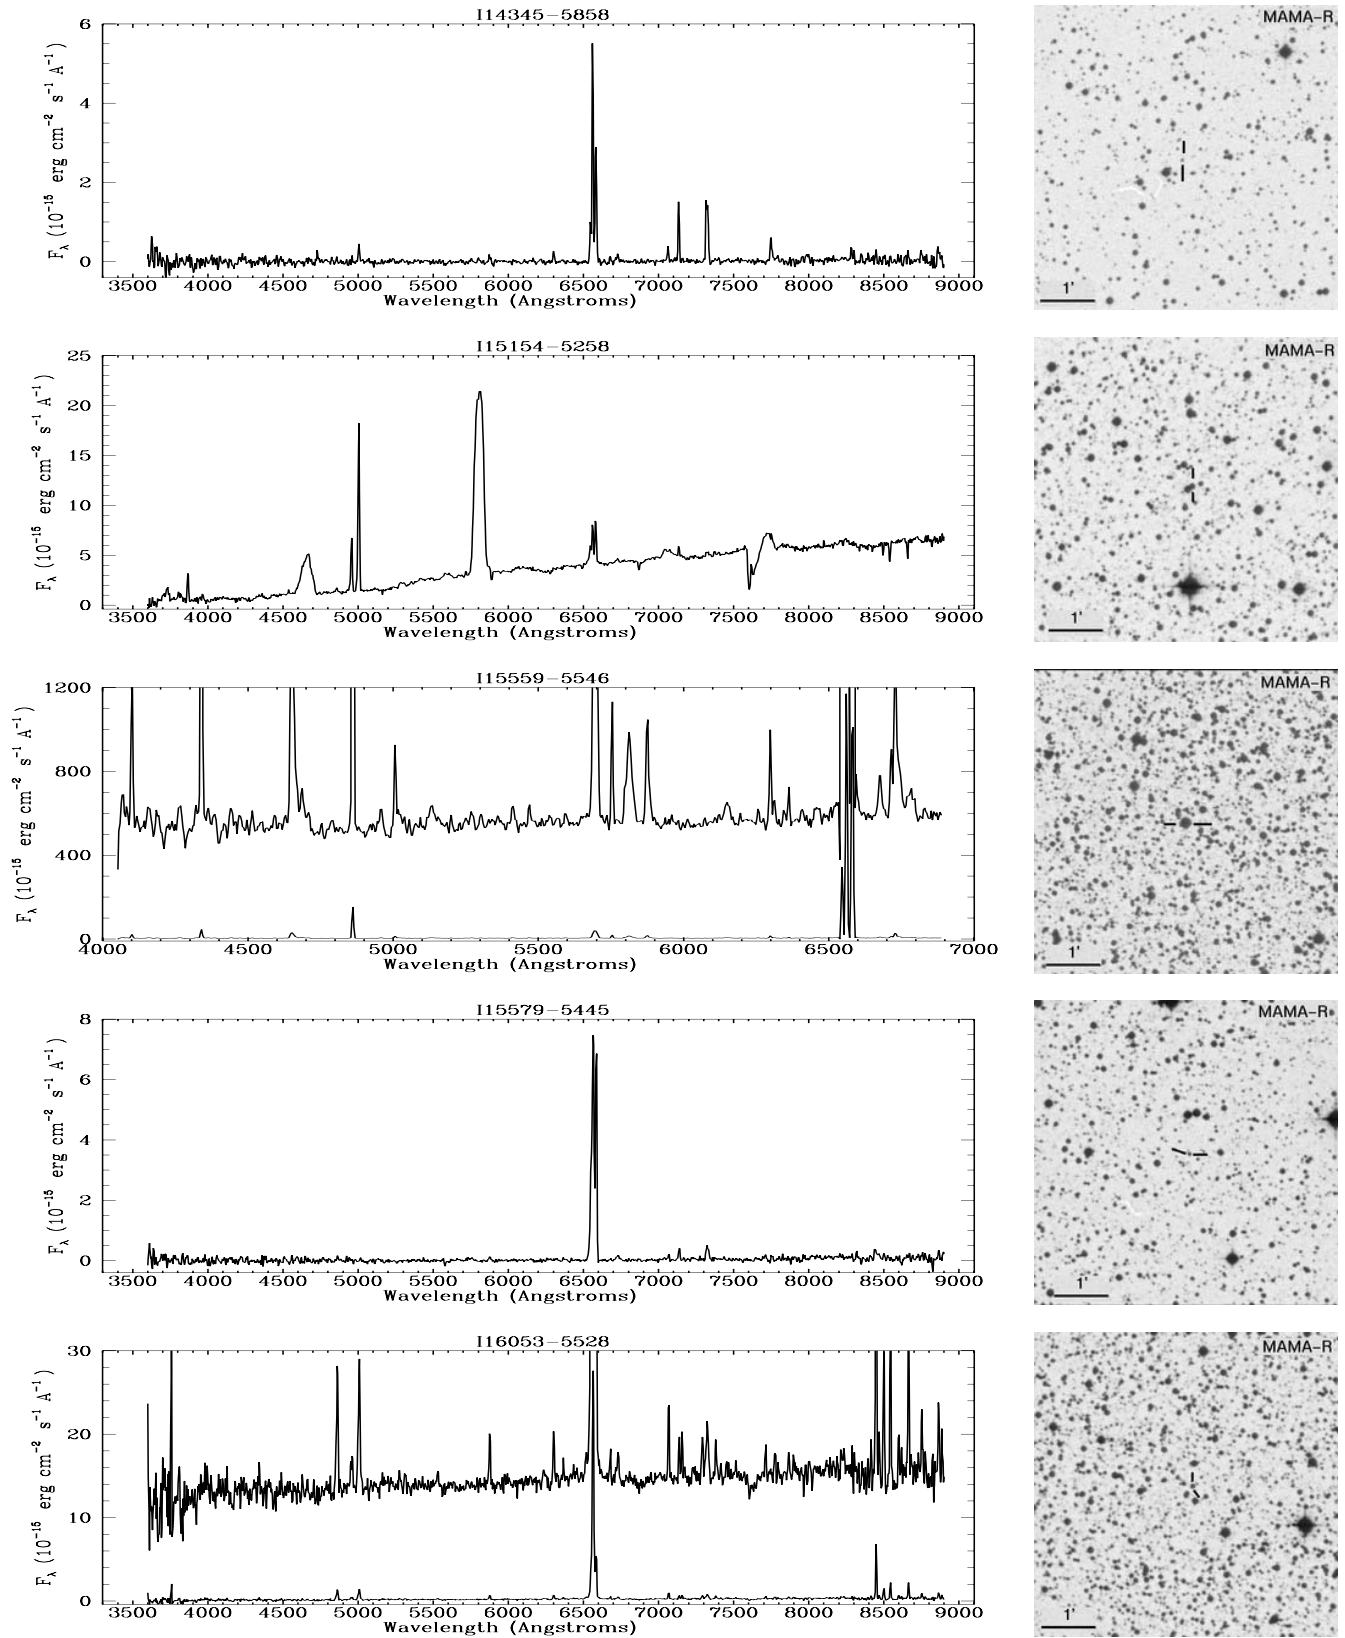 I14345−5858
MAMA-R
6
4
2
0
F_λ (10⁻¹⁵ erg cm⁻² s⁻¹ A⁻¹)
3500 4000 4500 5000 5500 6000 6500 7000 7500 8000 8500 9000
Wavelength (Angstroms)
1'
I15154−5258
MAMA-R
25
20
15
10
5
0
F_λ (10⁻¹⁵ erg cm⁻² s⁻¹ A⁻¹)
3500 4000 4500 5000 5500 6000 6500 7000 7500 8000 8500 9000
Wavelength (Angstroms)
1'
I15559−5546
MAMA-R
1200
800
400
0
F_λ (10⁻¹⁵ erg cm⁻² s⁻¹ A⁻¹)
4000 4500 5000 5500 6000 6500 7000
Wavelength (Angstroms)
1'
I15579−5445
MAMA-R
8
6
4
2
0
F_λ (10⁻¹⁵ erg cm⁻² s⁻¹ A⁻¹)
3500 4000 4500 5000 5500 6000 6500 7000 7500 8000 8500 9000
Wavelength (Angstroms)
1'
I16053−5528
MAMA-R
30
20
10
0
F_λ (10⁻¹⁵ erg cm⁻² s⁻¹ A⁻¹)
3500 4000 4500 5000 5500 6000 6500 7000 7500 8000 8500 9000
Wavelength (Angstroms)
1'